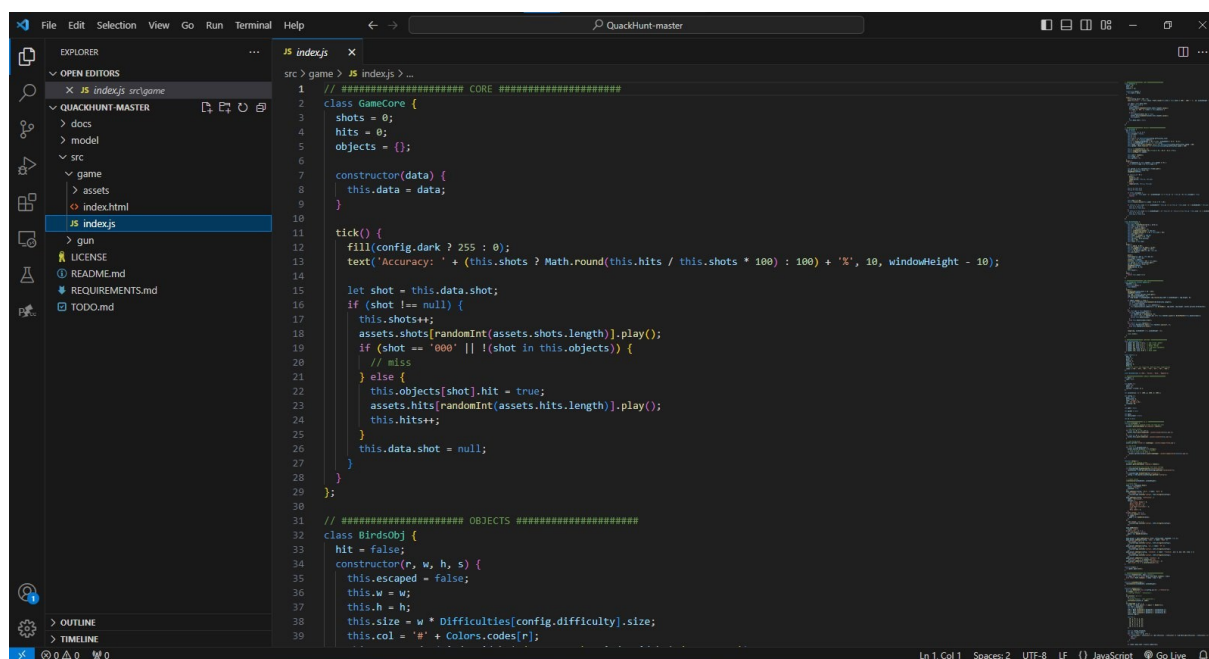 File Edit Selection View Go Run Terminal Help
QuackHunt-master
EXPLORER
OPEN EDITORS
JS index.js src\game
QUACKHUNT-MASTER
docs
model
src
game
assets
index.html
JS index.js
gun
LICENSE
README.md
REQUIREMENTS.md
TODO.md
OUTLINE
TIMELINE
JS index.js
src > game > JS index.js > ...
1 // ##################### CORE #####################
2 class GameCore {
3 shots = 0;
4 hits = 0;
5 objects = {};
6
7 constructor(data) {
8 this.data = data;
9 }
10
11 tick() {
12 fill(config.dark ? 255 : 0);
13 text('Accuracy: ' + (this.shots ? Math.round(this.hits / this.shots * 100) : 100) + '%', 10, windowHeight - 10);
14
15 let shot = this.data.shot;
16 if (shot !== null) {
17 this.shots++;
18 assets.shots[randomInt(assets.shots.length)].play();
19 if (shot == '000' || !(shot in this.objects)) {
20 // miss
21 } else {
22 this.objects[shot].hit = true;
23 assets.hits[randomInt(assets.hits.length)].play();
24 this.hits++;
25 }
26 this.data.shot = null;
27 }
28 }
29 };
30
31 // ##################### OBJECTS #####################
32 class BirdsObj {
33 hit = false;
34 constructor(r, w, h, s) {
35 this.escaped = false;
36 this.w = w;
37 this.h = h;
38 this.size = w * Difficulties[config.difficulty].size;
39 this.col = '#' + Colors.codes[r];
1
0 0 0 Ln 1, Col 1 Spaces: 2 UTF-8 LF {} JavaScript Go Live